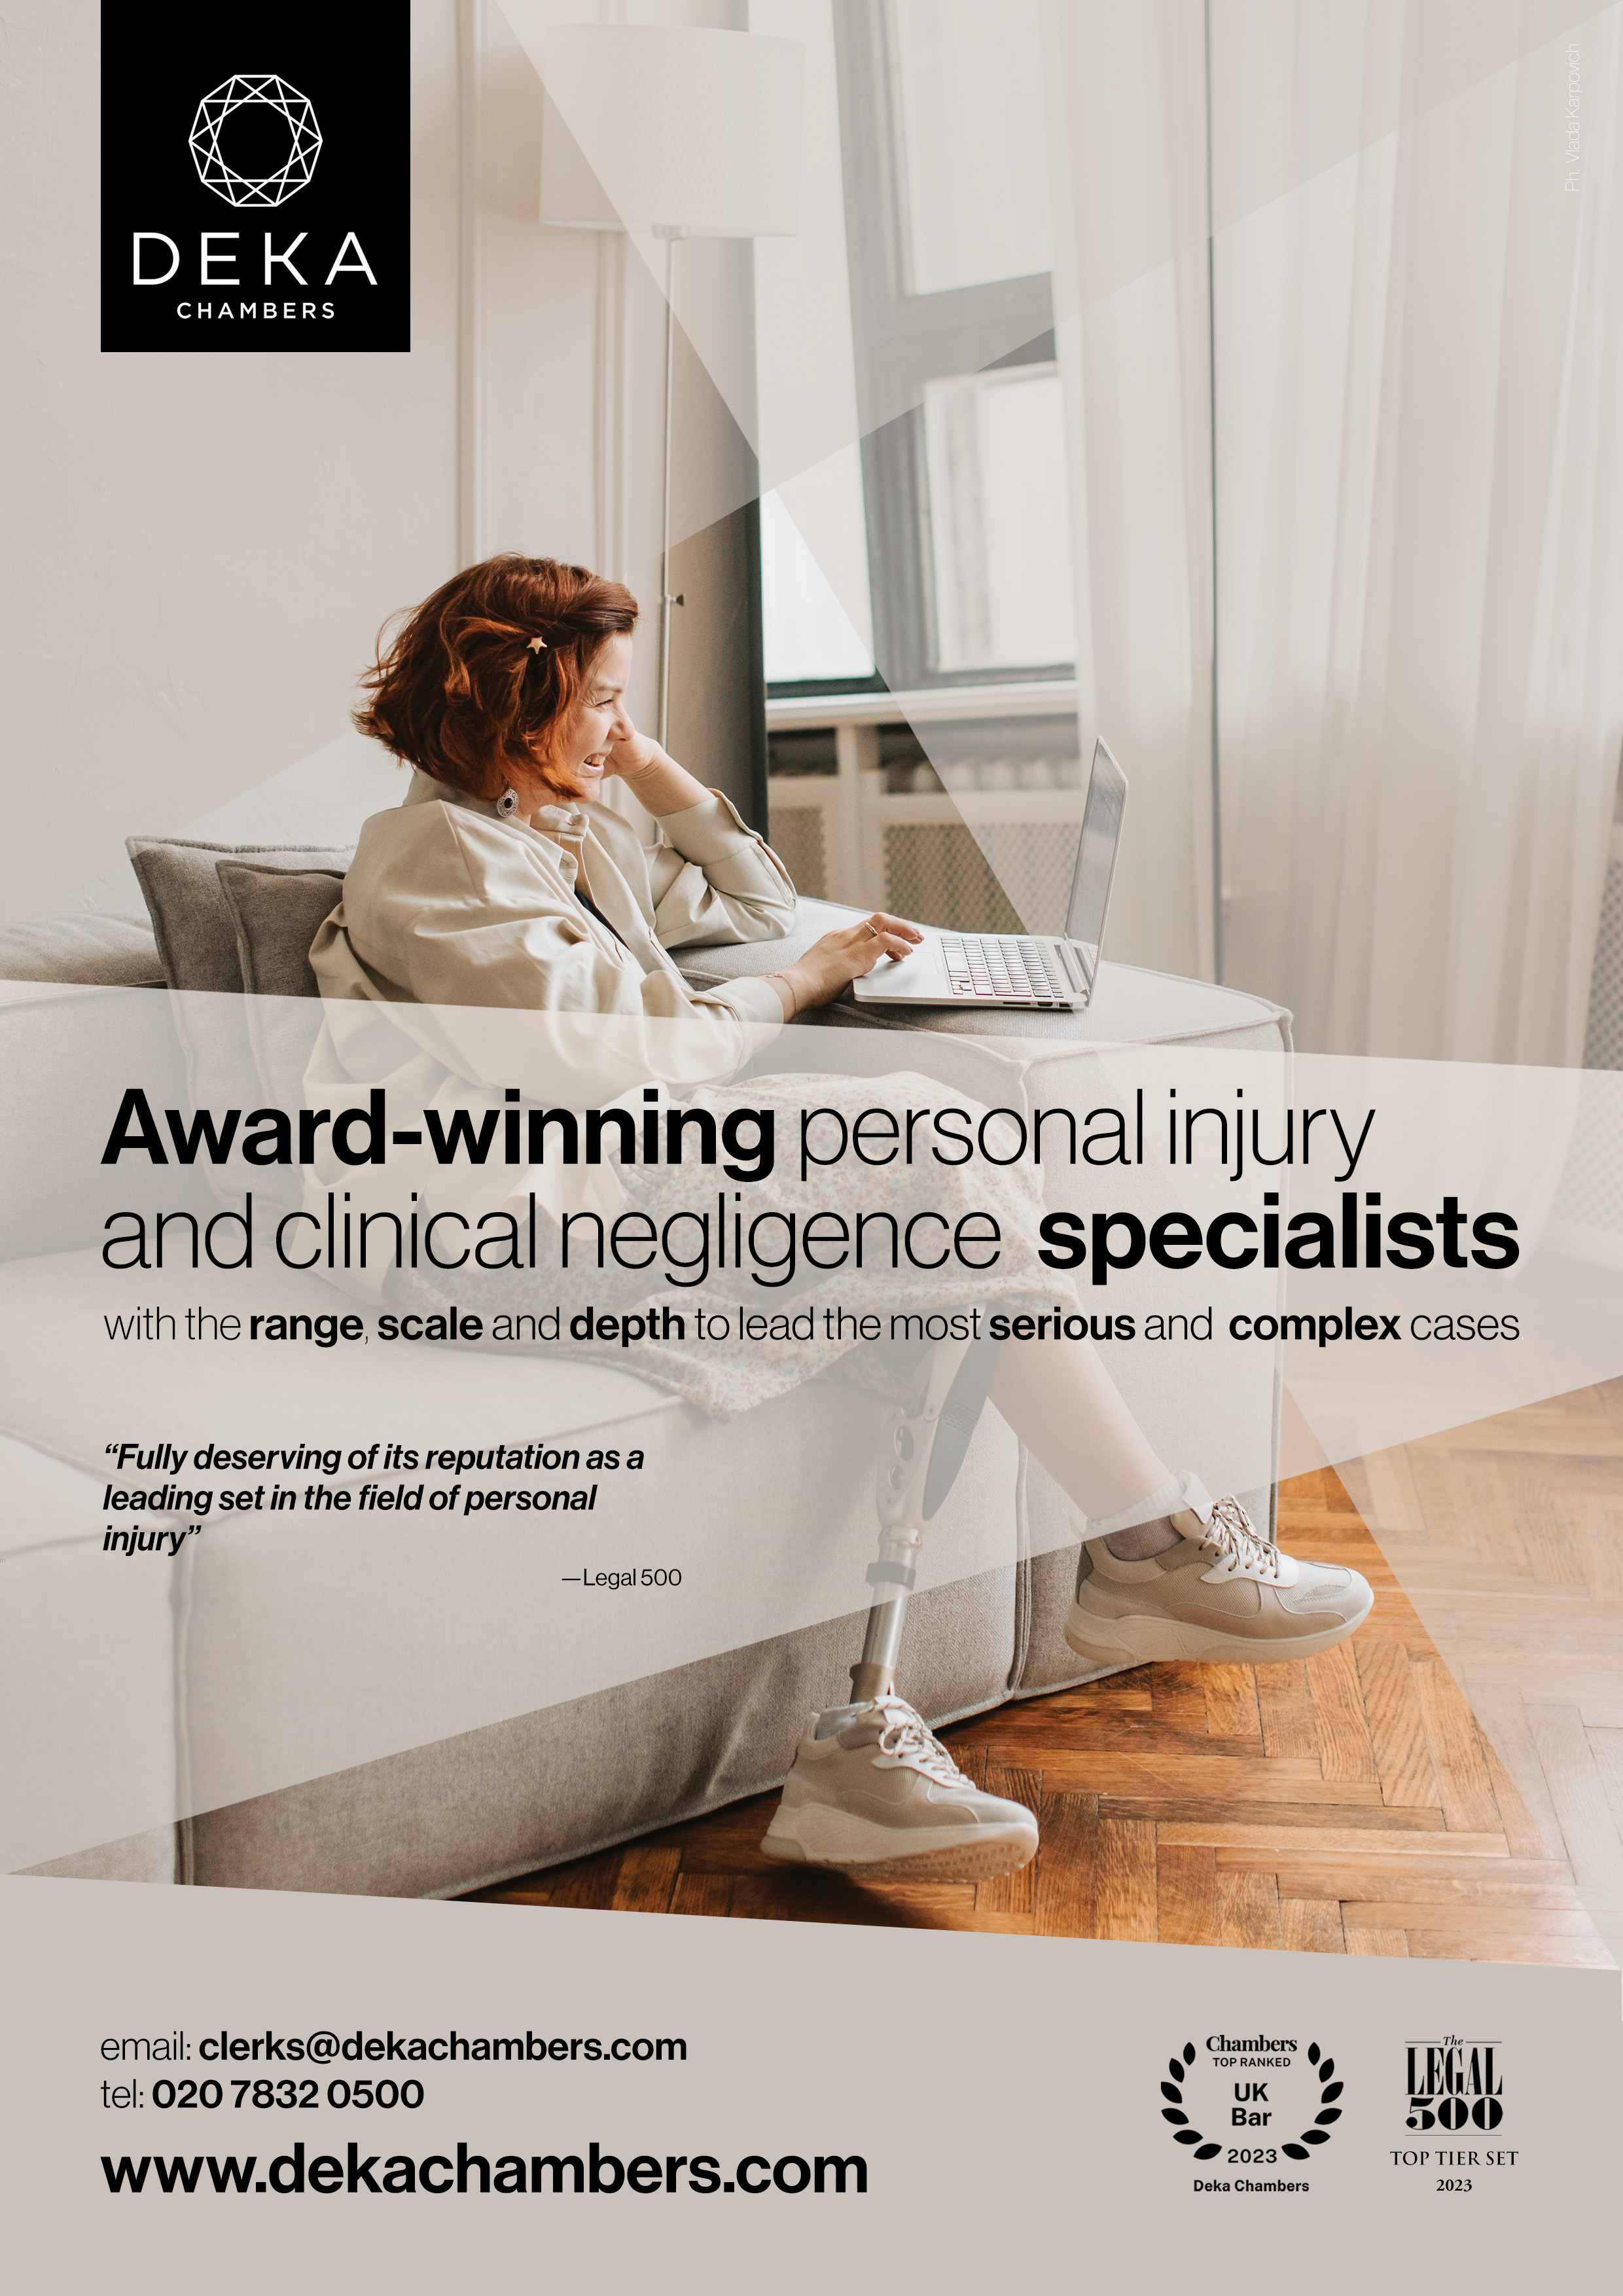 DEKA
CHAMBERS
Ph. Vlada Karpovich
Award-winning personal injury
and clinical negligence specialists
with the range, scale and depth to lead the most serious and complex cases
“Fully deserving of its reputation as a
leading set in the field of personal
injury”
—Legal 500
email: clerks@dekachambers.com
tel: 020 7832 0500
www.dekachambers.com
Chambers
TOP RANKED
UK
Bar
2023
Deka Chambers
The
LEGAL
500
TOP TIER SET
2023